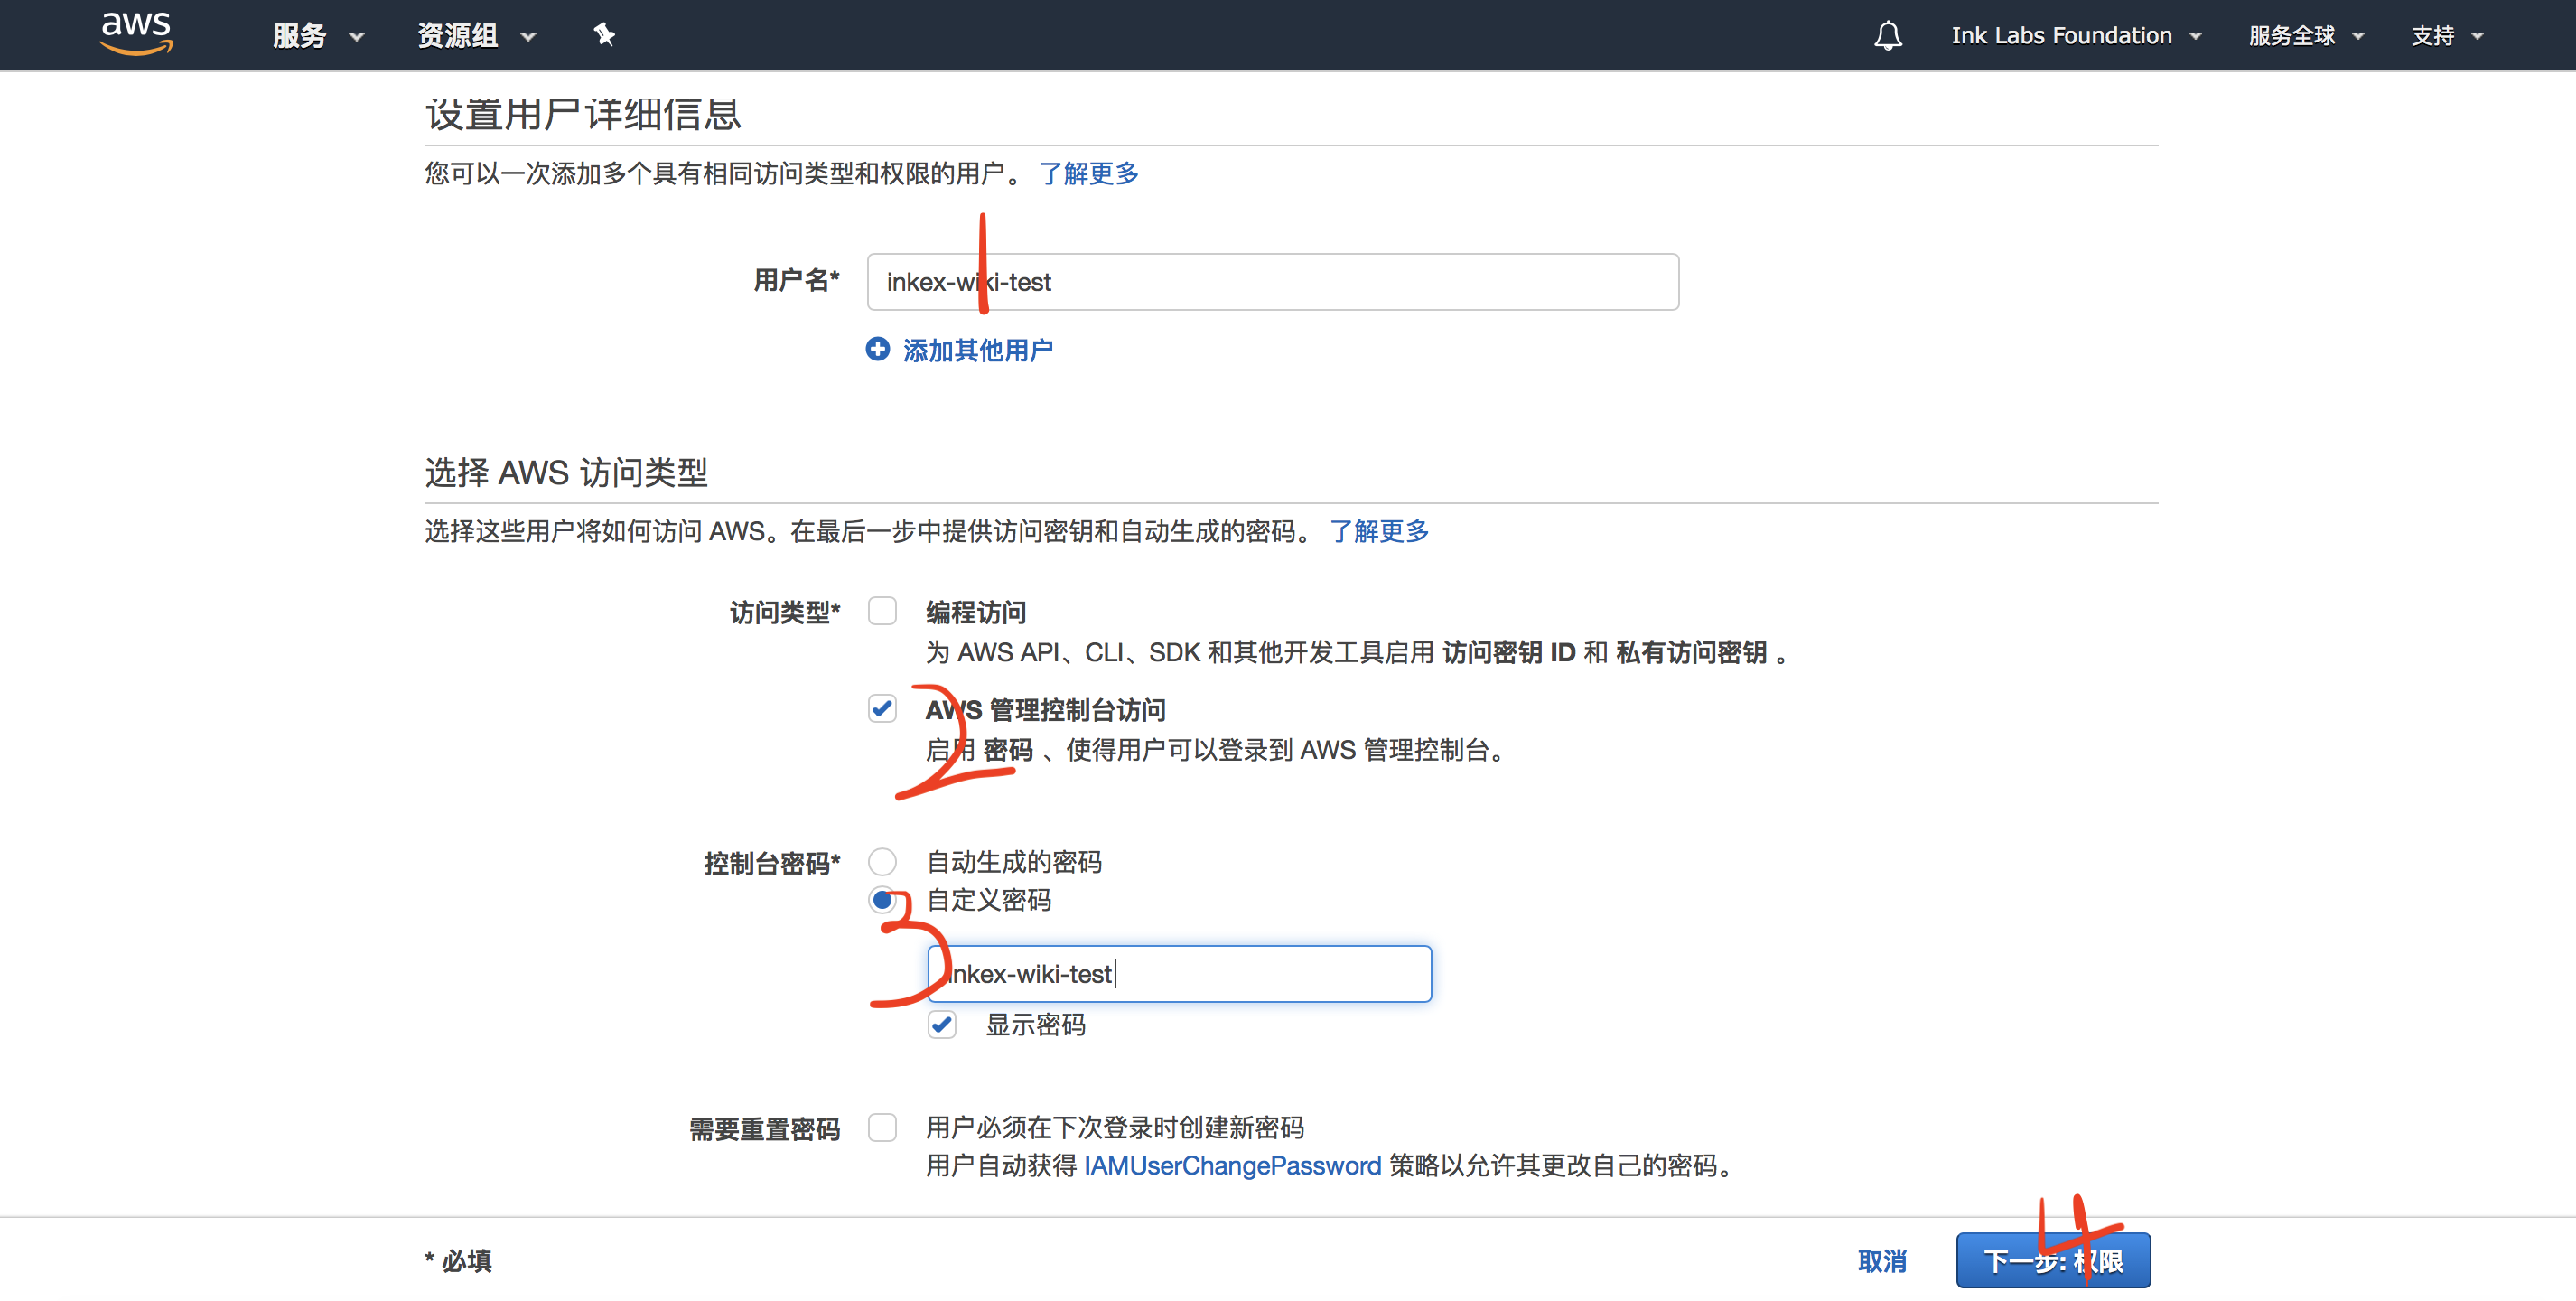 aws 服务 资源组 Ink Labs Foundation 服务全球 支持
设置用户详细信息
您可以一次添加多个具有相同访问类型和权限的用户。 了解更多
1
用户名* inkex-wiki-test
添加其他用户
选择 AWS 访问类型
选择这些用户将如何访问 AWS。在最后一步中提供访问密钥和自动生成的密码。 了解更多
访问类型* 编程访问
为 AWS API、CLI、SDK 和其他开发工具启用 访问密钥 ID 和 私有访问密钥 。
2
AWS 管理控制台访问
启用 密码 、使得用户可以登录到 AWS 管理控制台。
控制台密码* 自动生成的密码
自定义密码
3
inkex-wiki-test
显示密码
需要重置密码 用户必须在下次登录时创建新密码
用户自动获得 IAMUserChangePassword 策略以允许其更改自己的密码。
4
* 必填 取消 下一步: 权限